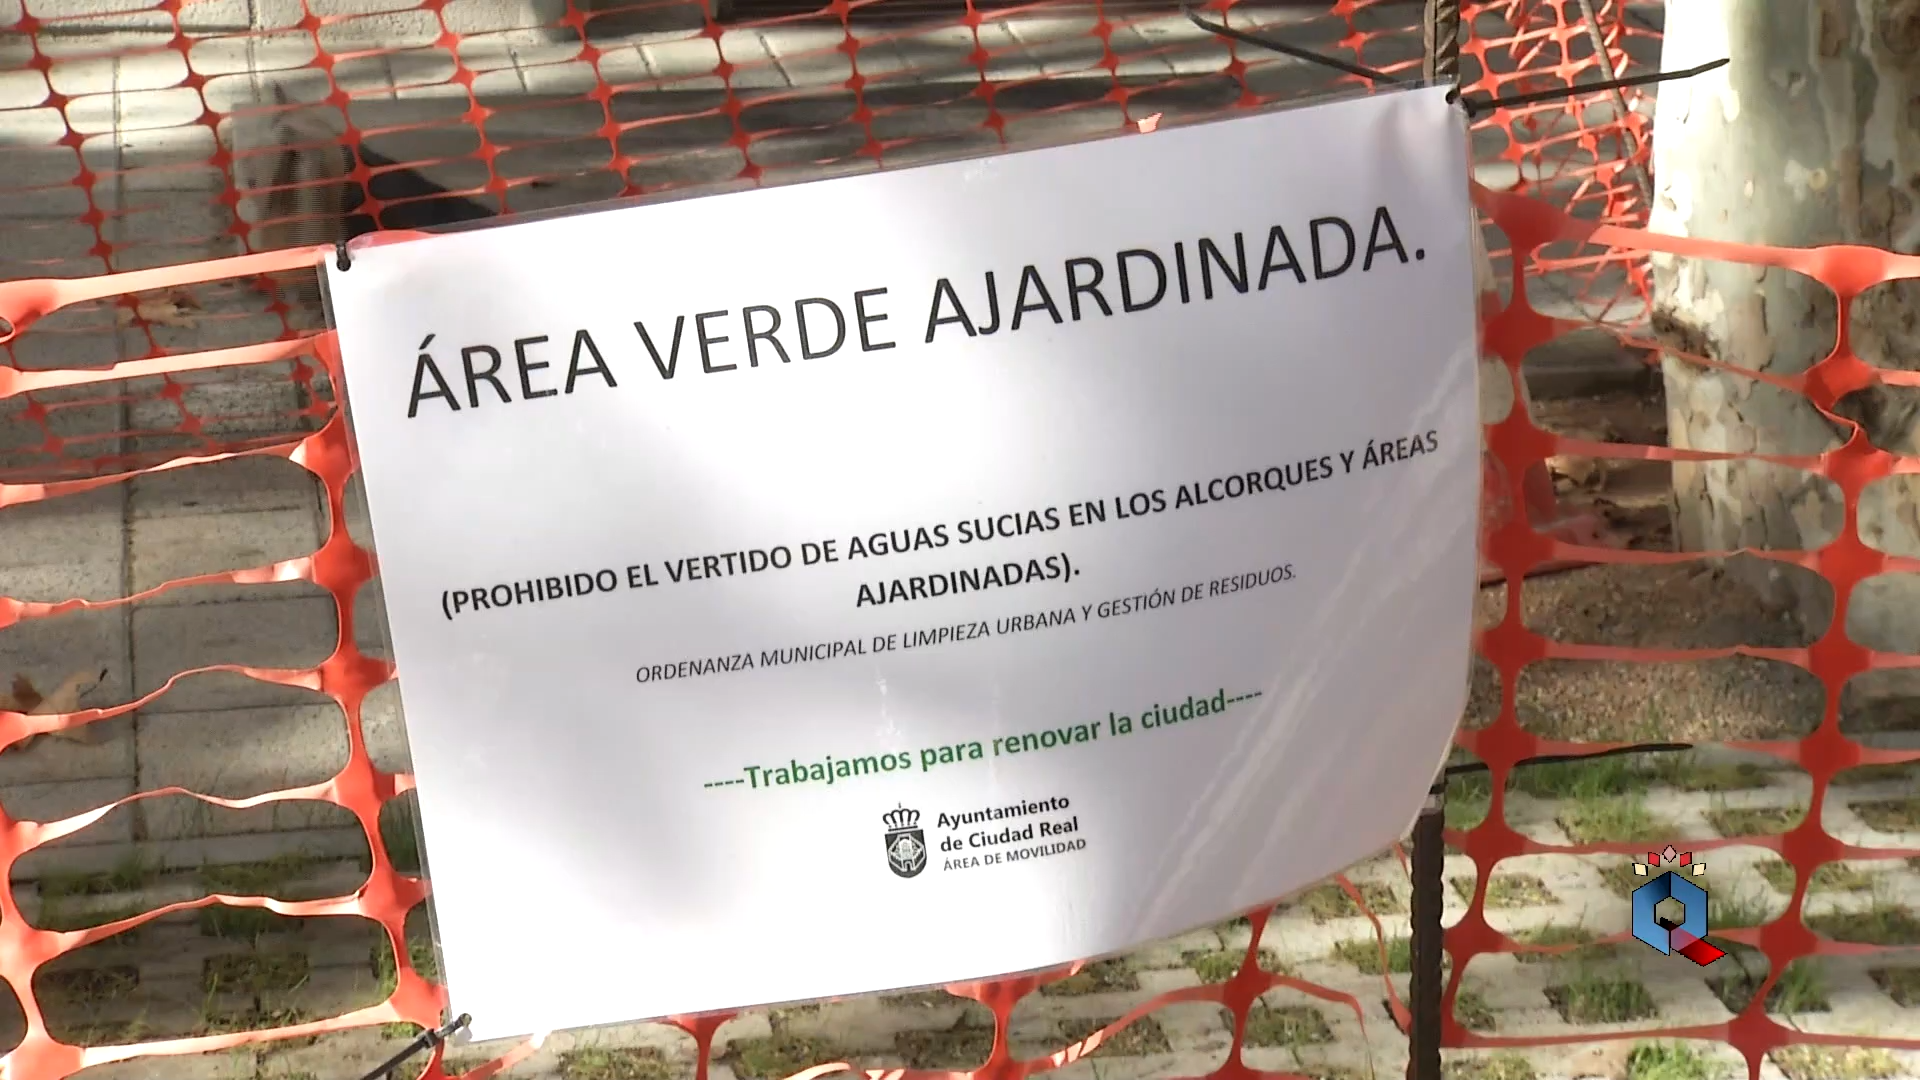 ÁREA VERDE AJARDINADA.
(PROHIBIDO EL VERTIDO DE AGUAS SUCIAS EN LOS ALCORQUES Y ÁREAS
AJARDINADAS).
ORDENANZA MUNICIPAL DE LIMPIEZA URBANA Y GESTIÓN DE RESIDUOS.
----Trabajamos para renovar la ciudad----
Ayuntamiento
de Ciudad Real
ÁREA DE MOVILIDAD